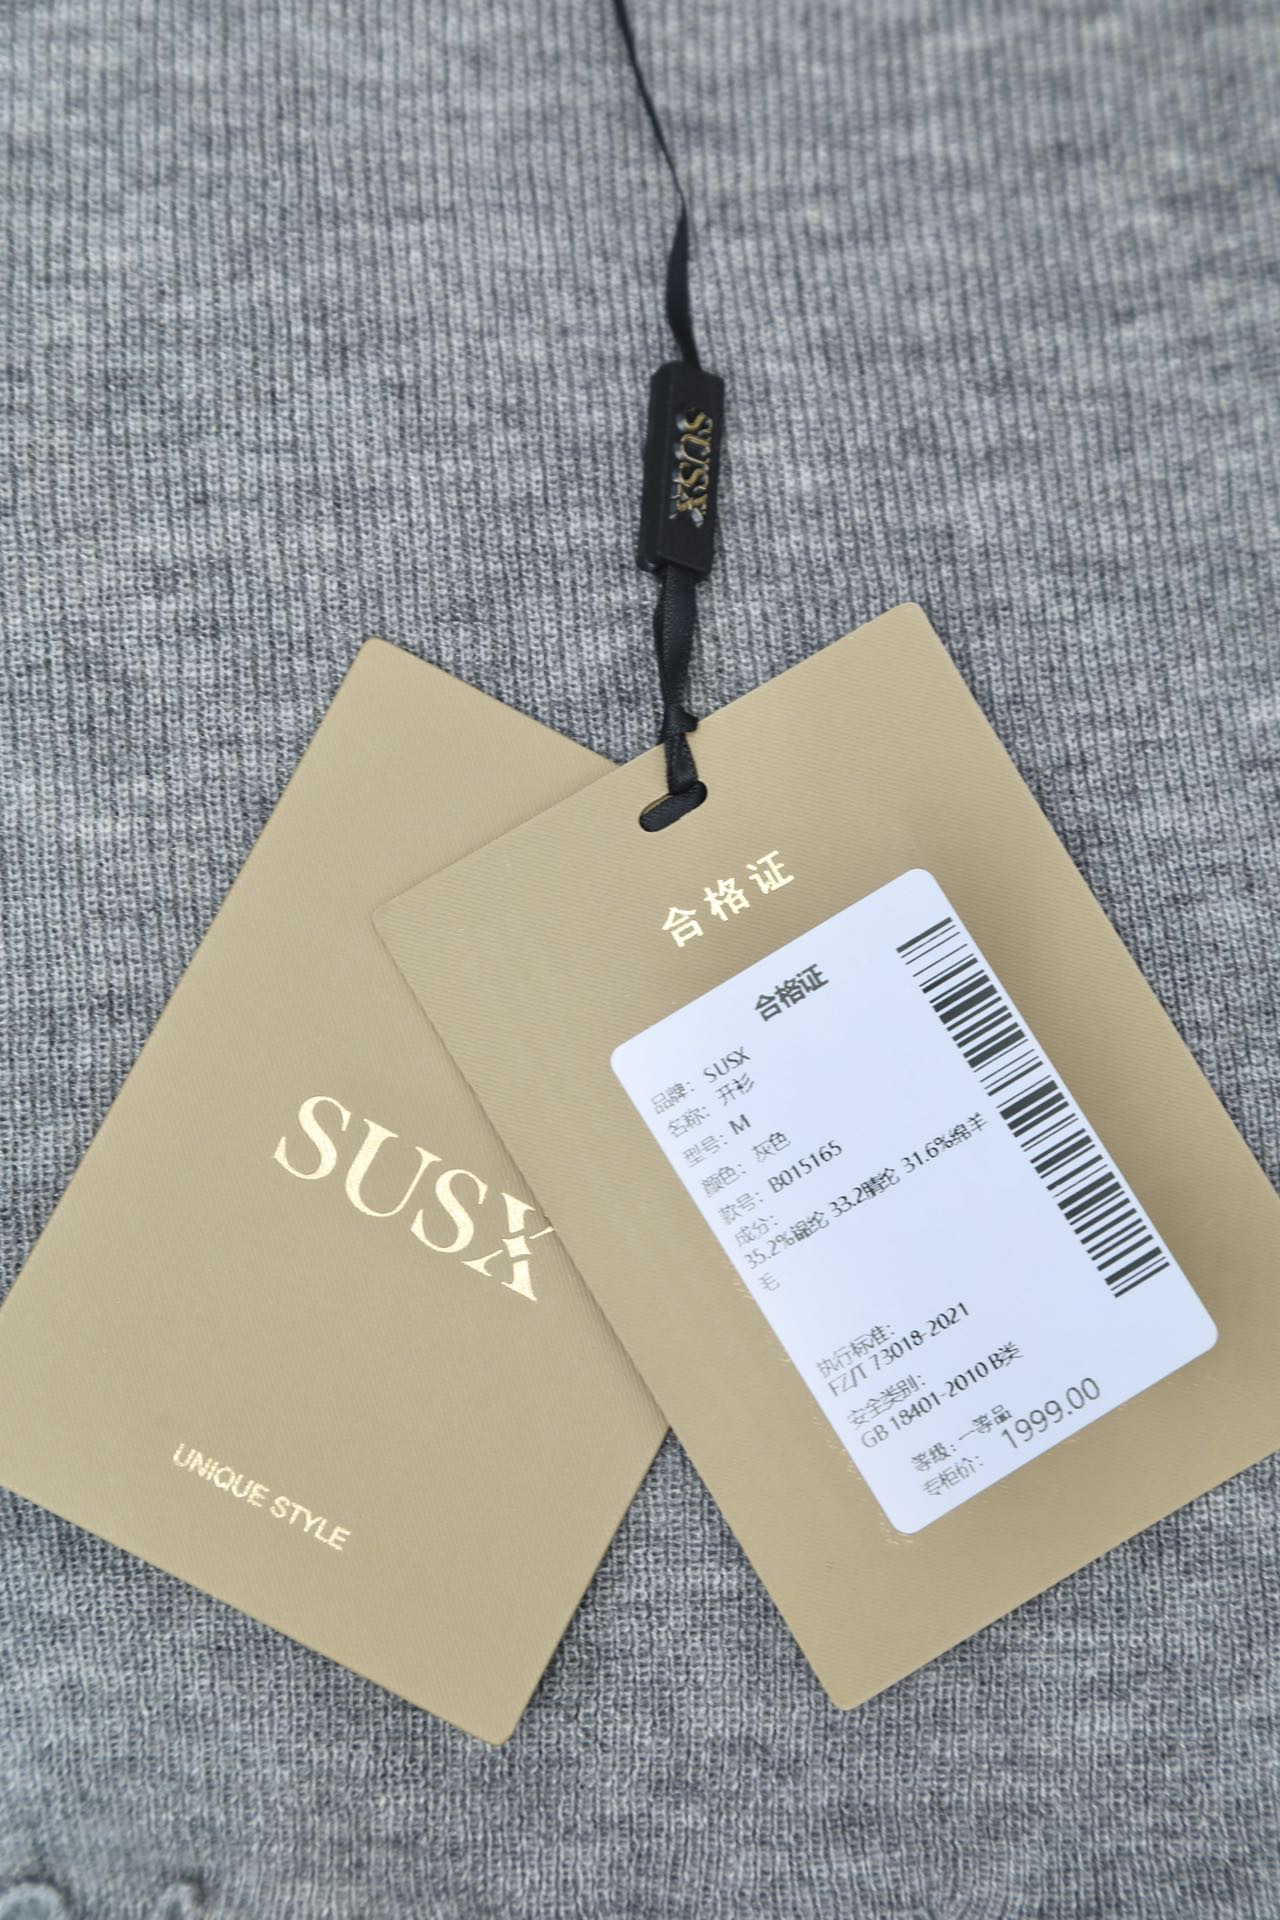 SUSX
合格证
合格证
品牌: SUSX
名称: 开衫
型号: M
颜色: 灰色
款号: B015165
成分:
35.2%锦纶 33.2腈纶 31.6%绵羊
毛
执行标准:
FZ/T 73018-2021
安全类别:
GB 18401-2010 B类
等级: 一等品
专柜价: 1999.00
SUSX
UNIQUE STYLE